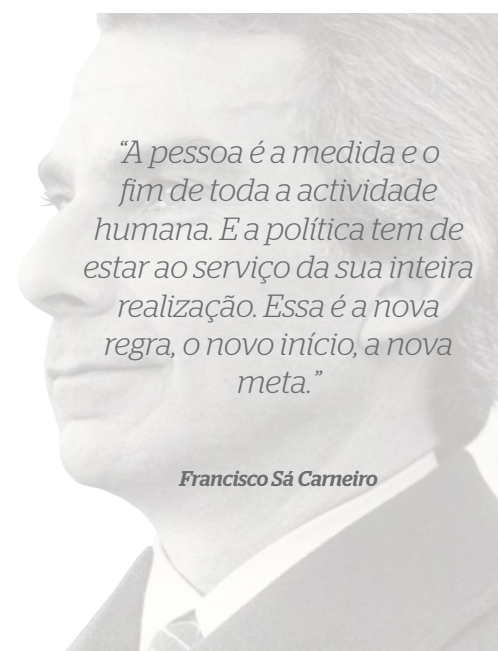 “A pessoa é a medida e o
fim de toda a actividade
humana. E a política tem de
estar ao serviço da sua inteira
realização. Essa é a nova
regra, o novo início, a nova
meta.”
Francisco Sá Carneiro